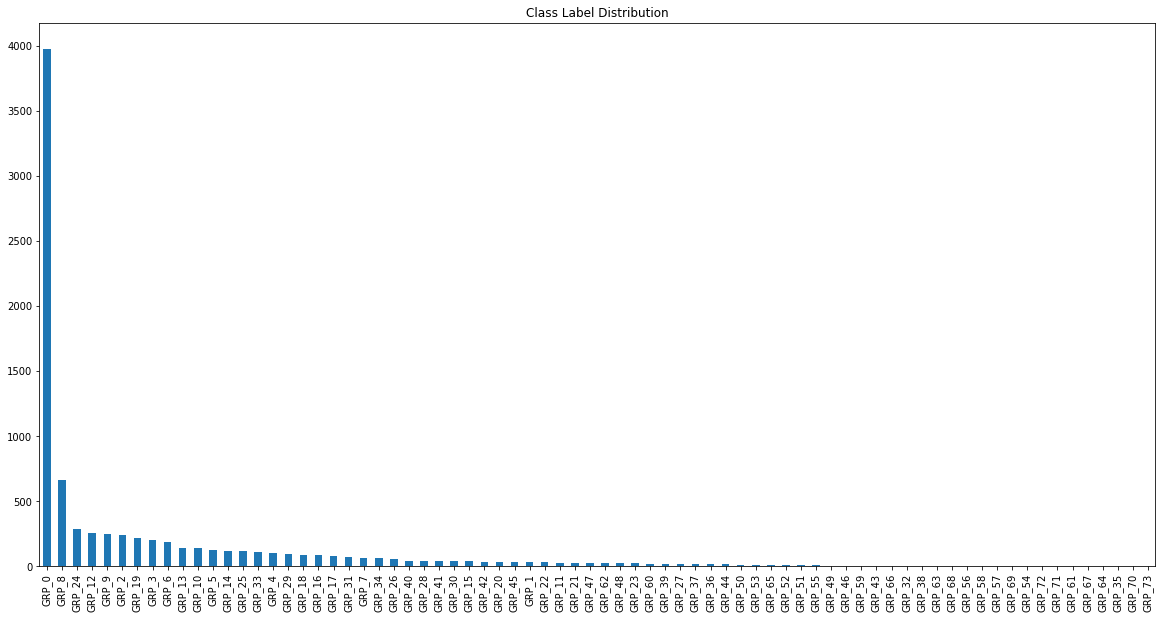 Class Label Distribution
4000
3500
3000
2500
2000
1500
1000
500
0
GRP_0
GRP_8
GRP_24
GRP_12
GRP_9
GRP_2
GRP_19
GRP_3
GRP_6
GRP_13
GRP_10
GRP_5
GRP_14
GRP_25
GRP_33
GRP_4
GRP_29
GRP_18
GRP_16
GRP_17
GRP_31
GRP_7
GRP_34
GRP_26
GRP_40
GRP_28
GRP_41
GRP_30
GRP_15
GRP_42
GRP_20
GRP_45
GRP_1
GRP_22
GRP_11
GRP_21
GRP_47
GRP_62
GRP_48
GRP_23
GRP_60
GRP_39
GRP_27
GRP_37
GRP_36
GRP_44
GRP_50
GRP_53
GRP_65
GRP_52
GRP_51
GRP_55
GRP_49
GRP_46
GRP_59
GRP_43
GRP_66
GRP_32
GRP_38
GRP_63
GRP_68
GRP_56
GRP_58
GRP_57
GRP_69
GRP_54
GRP_72
GRP_71
GRP_61
GRP_67
GRP_64
GRP_35
GRP_70
GRP_73